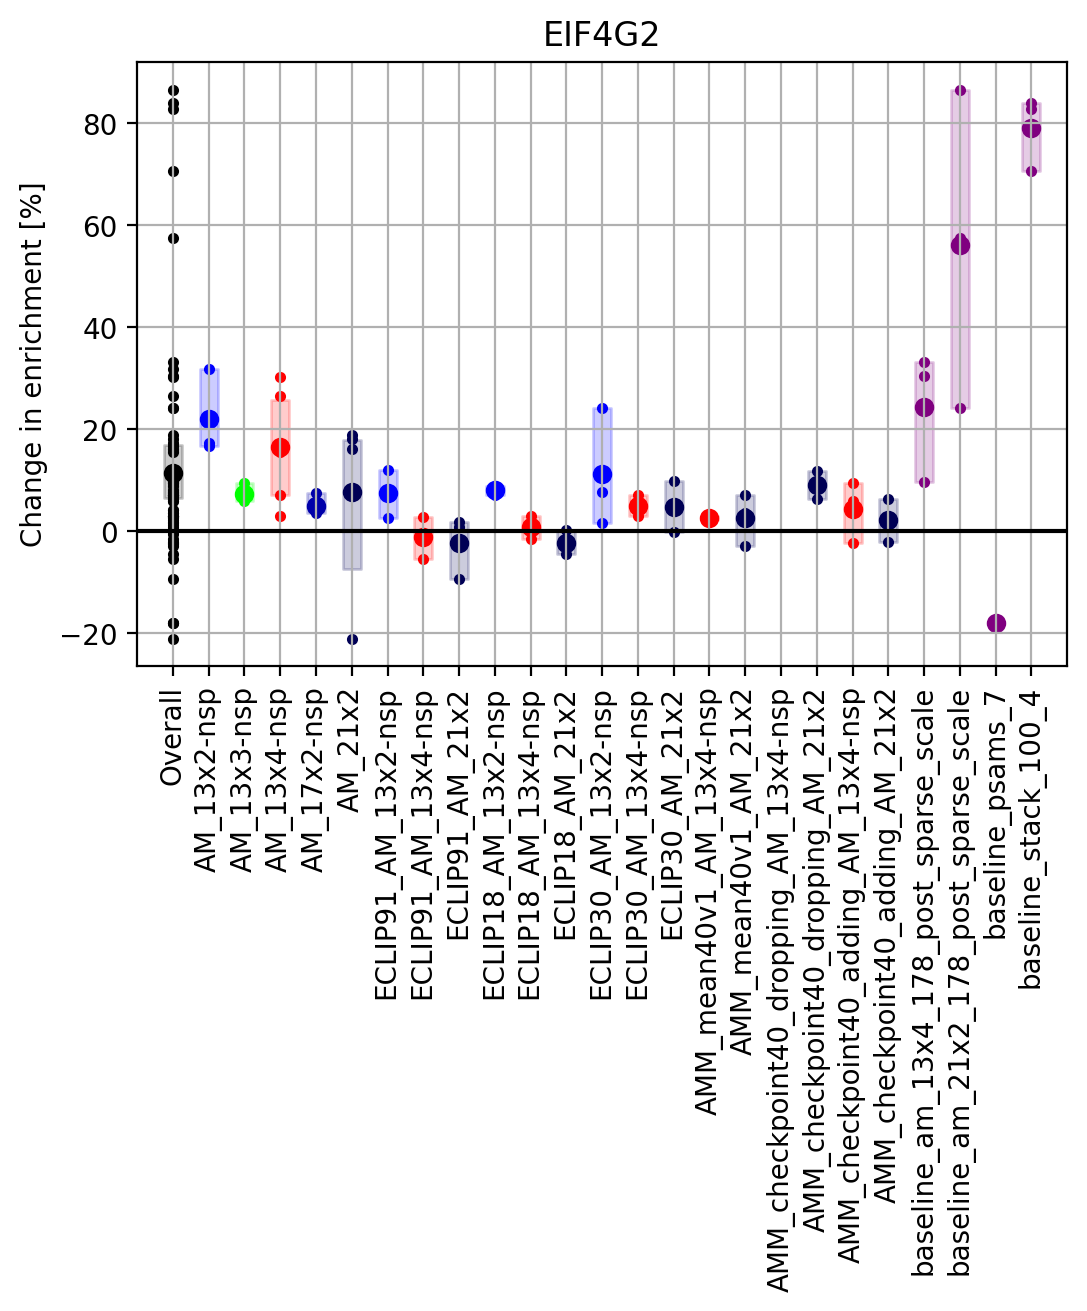 EIF4G2
Change in enrichment [%]
80
60
40
20
0
−20
Overall
AM_13x2-nsp
AM_13x3-nsp
AM_13x4-nsp
AM_17x2-nsp
AM_21x2
ECLIP91_AM_13x2-nsp
ECLIP91_AM_13x4-nsp
ECLIP91_AM_21x2
ECLIP18_AM_13x2-nsp
ECLIP18_AM_13x4-nsp
ECLIP18_AM_21x2
ECLIP30_AM_13x2-nsp
ECLIP30_AM_13x4-nsp
ECLIP30_AM_21x2
AMM_mean40v1_AM_13x4-nsp
AMM_mean40v1_AM_21x2
AMM_checkpoint40_dropping_AM_13x4-nsp
AMM_checkpoint40_dropping_AM_21x2
AMM_checkpoint40_adding_AM_13x4-nsp
AMM_checkpoint40_adding_AM_21x2
baseline_am_13x4_178_post_sparse_scale
baseline_am_21x2_178_post_sparse_scale
baseline_psams_7
baseline_stack_100_4